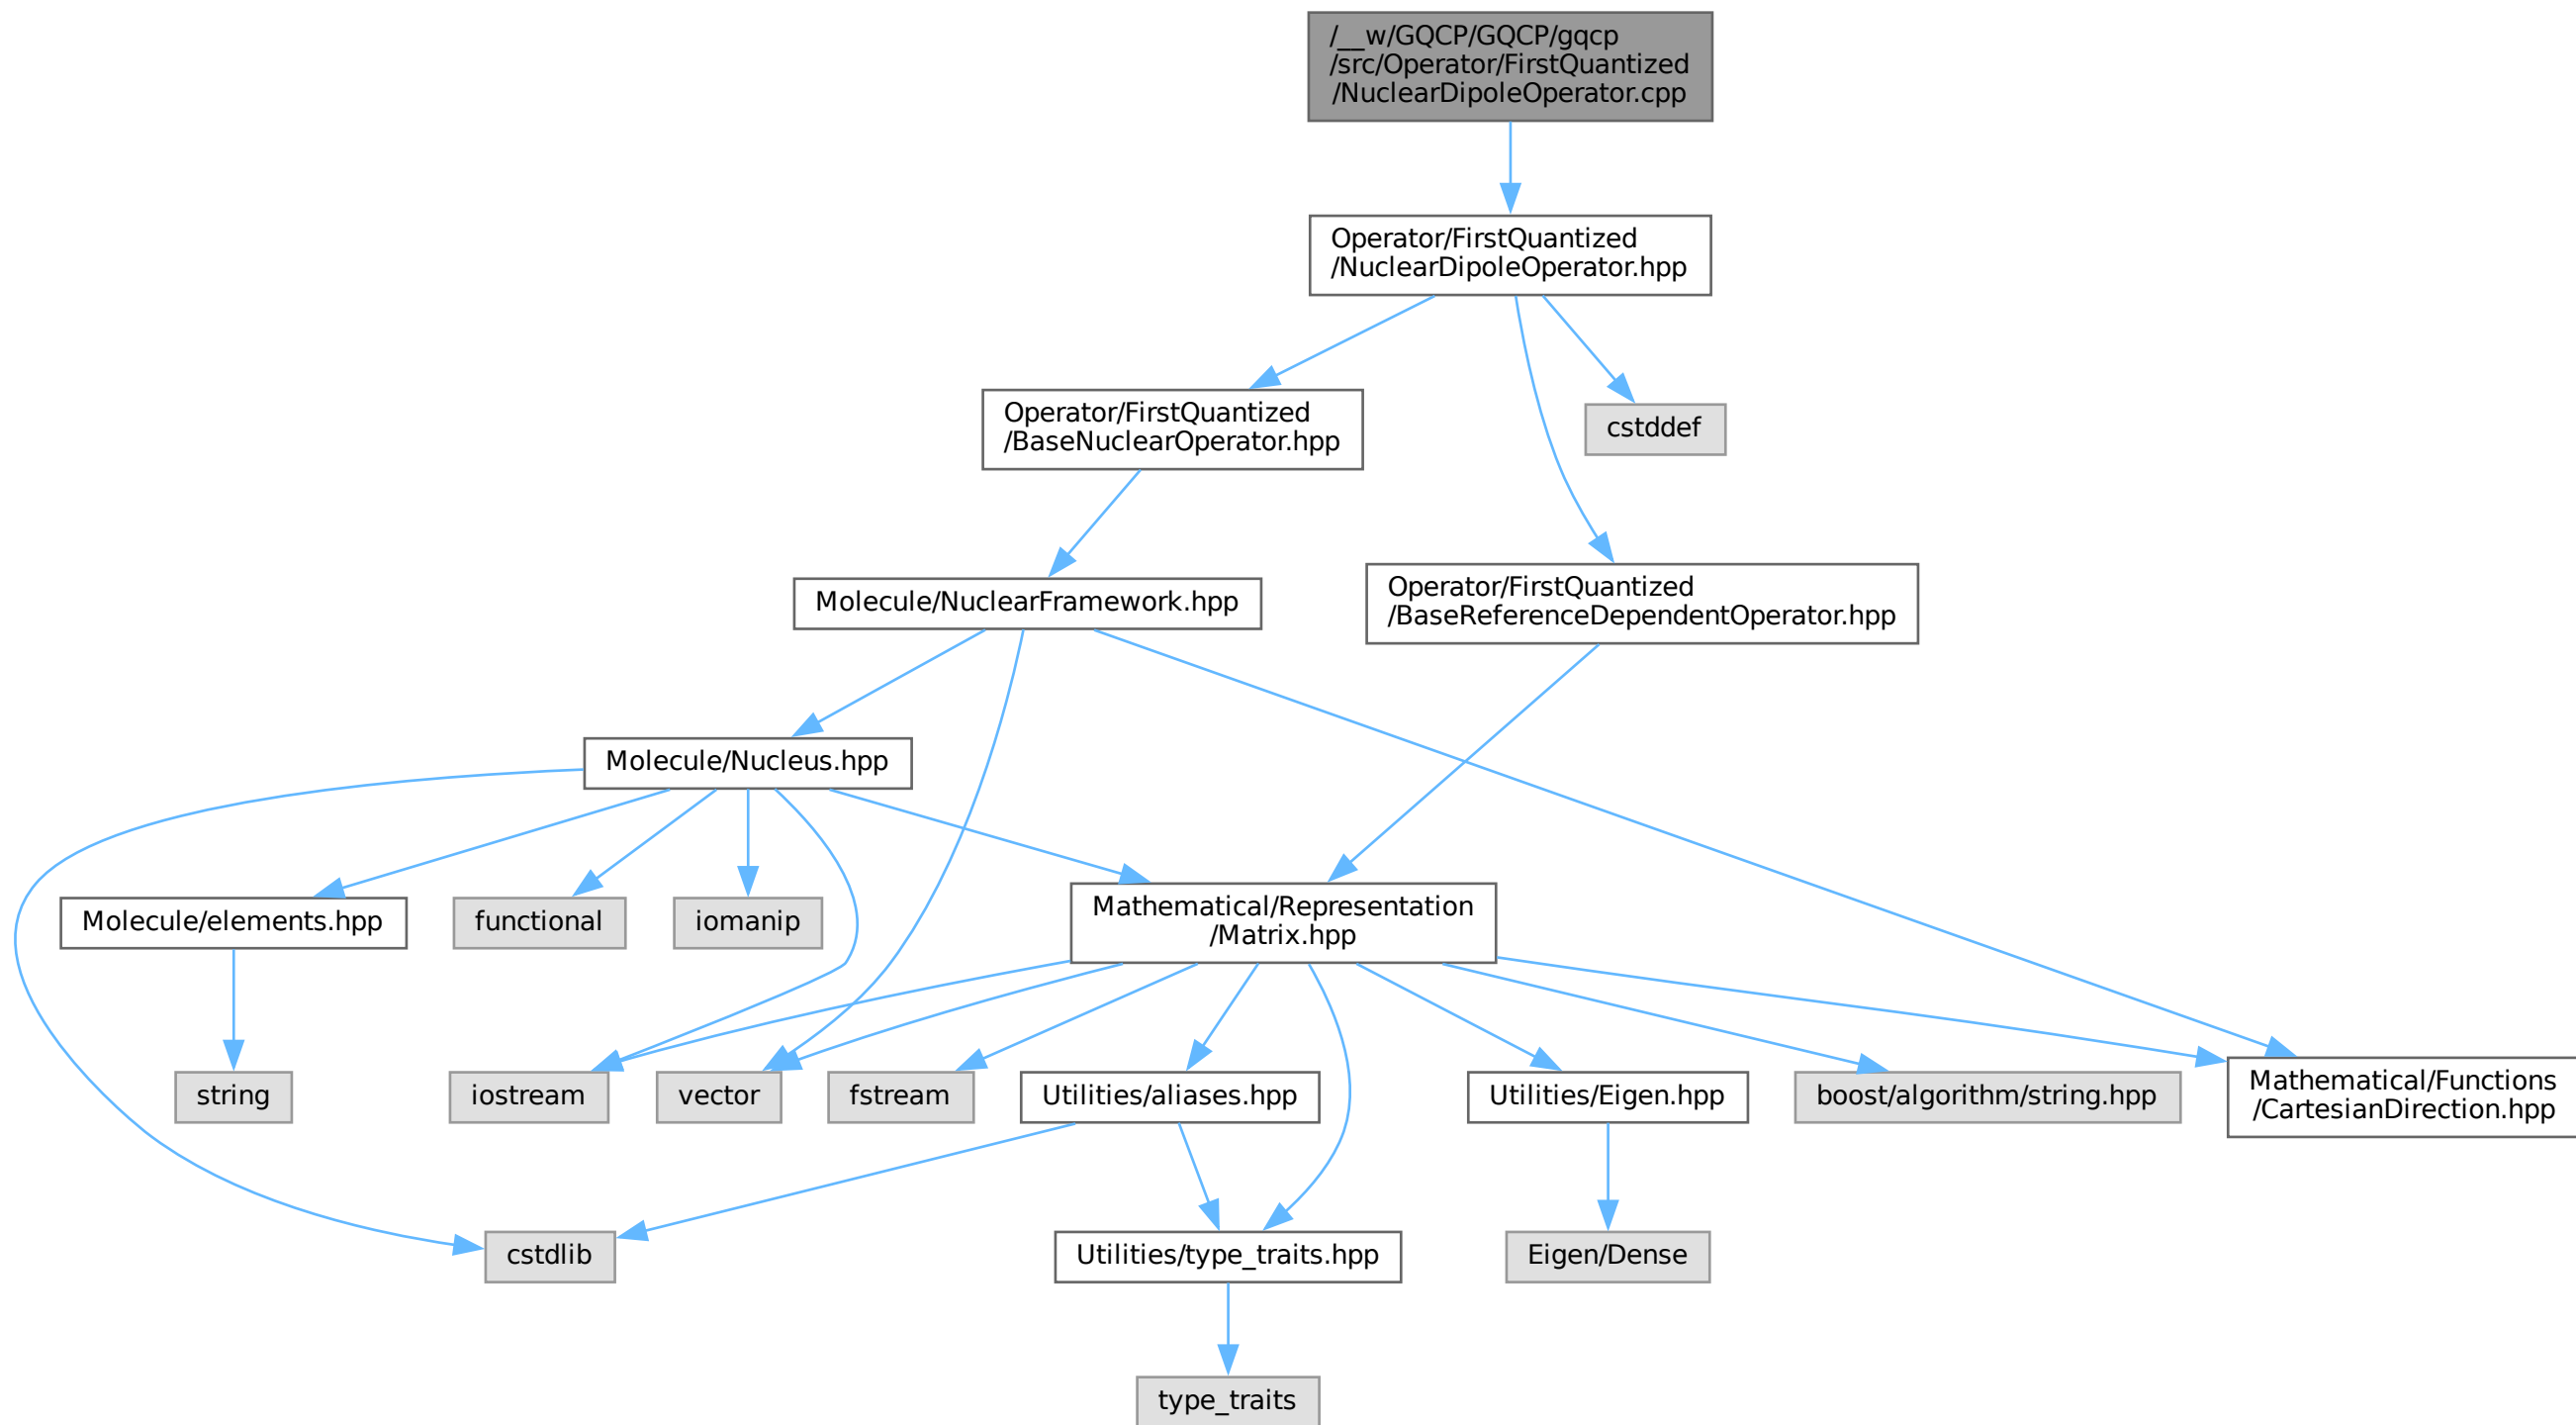 /__w/GQCP/GQCP/gqcp
/src/Operator/FirstQuantized
/NuclearDipoleOperator.cpp
Operator/FirstQuantized
/NuclearDipoleOperator.hpp
Operator/FirstQuantized
/BaseNuclearOperator.hpp
cstddef
Molecule/NuclearFramework.hpp
Operator/FirstQuantized
/BaseReferenceDependentOperator.hpp
Molecule/Nucleus.hpp
Molecule/elements.hpp
functional
iomanip
Mathematical/Representation
/Matrix.hpp
string
iostream
vector
fstream
Utilities/aliases.hpp
Utilities/Eigen.hpp
boost/algorithm/string.hpp
Mathematical/Functions
/CartesianDirection.hpp
cstdlib
Utilities/type_traits.hpp
Eigen/Dense
type_traits